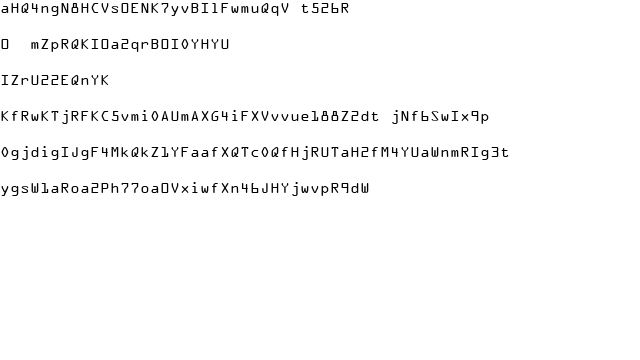 aHQ4ngN8HCVsOENK7yvBI1FwmuQqV t526R
O  mZpRQKIOa2qrBOI0YHYU
IZrU22EQnYK
KfRwKTjRFKC5vmi0AUmAXG4iFXVvvue188Z2dt jNf6SwIx9p
0gjdigIJgF4MkQkZ1YFaafXQTc0QfHjRUTaH2fM4YUaWnmRIg3t
ygsW1aRoa2Ph77oaOVxiwfXn46JHYjwvpR9dW